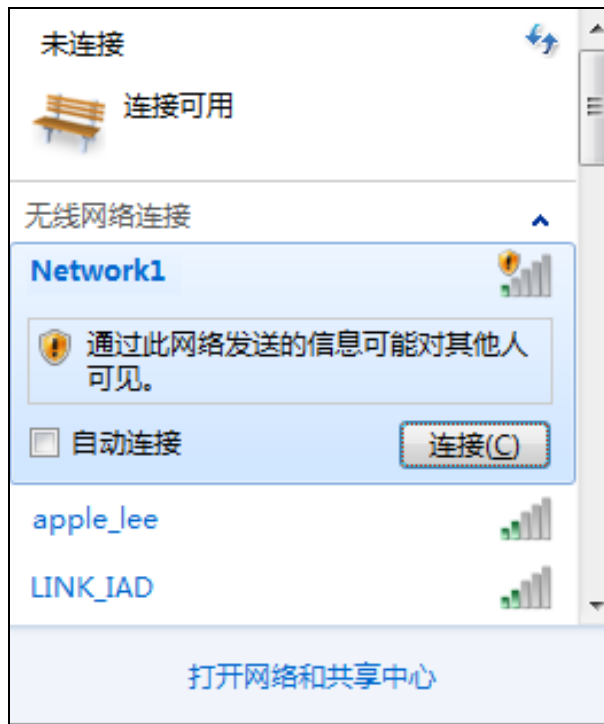 未连接
连接可用
无线网络连接
Network1
通过此网络发送的信息可能对其他人
可见。
自动连接
连接(C)
apple_lee
LINK_IAD
打开网络和共享中心